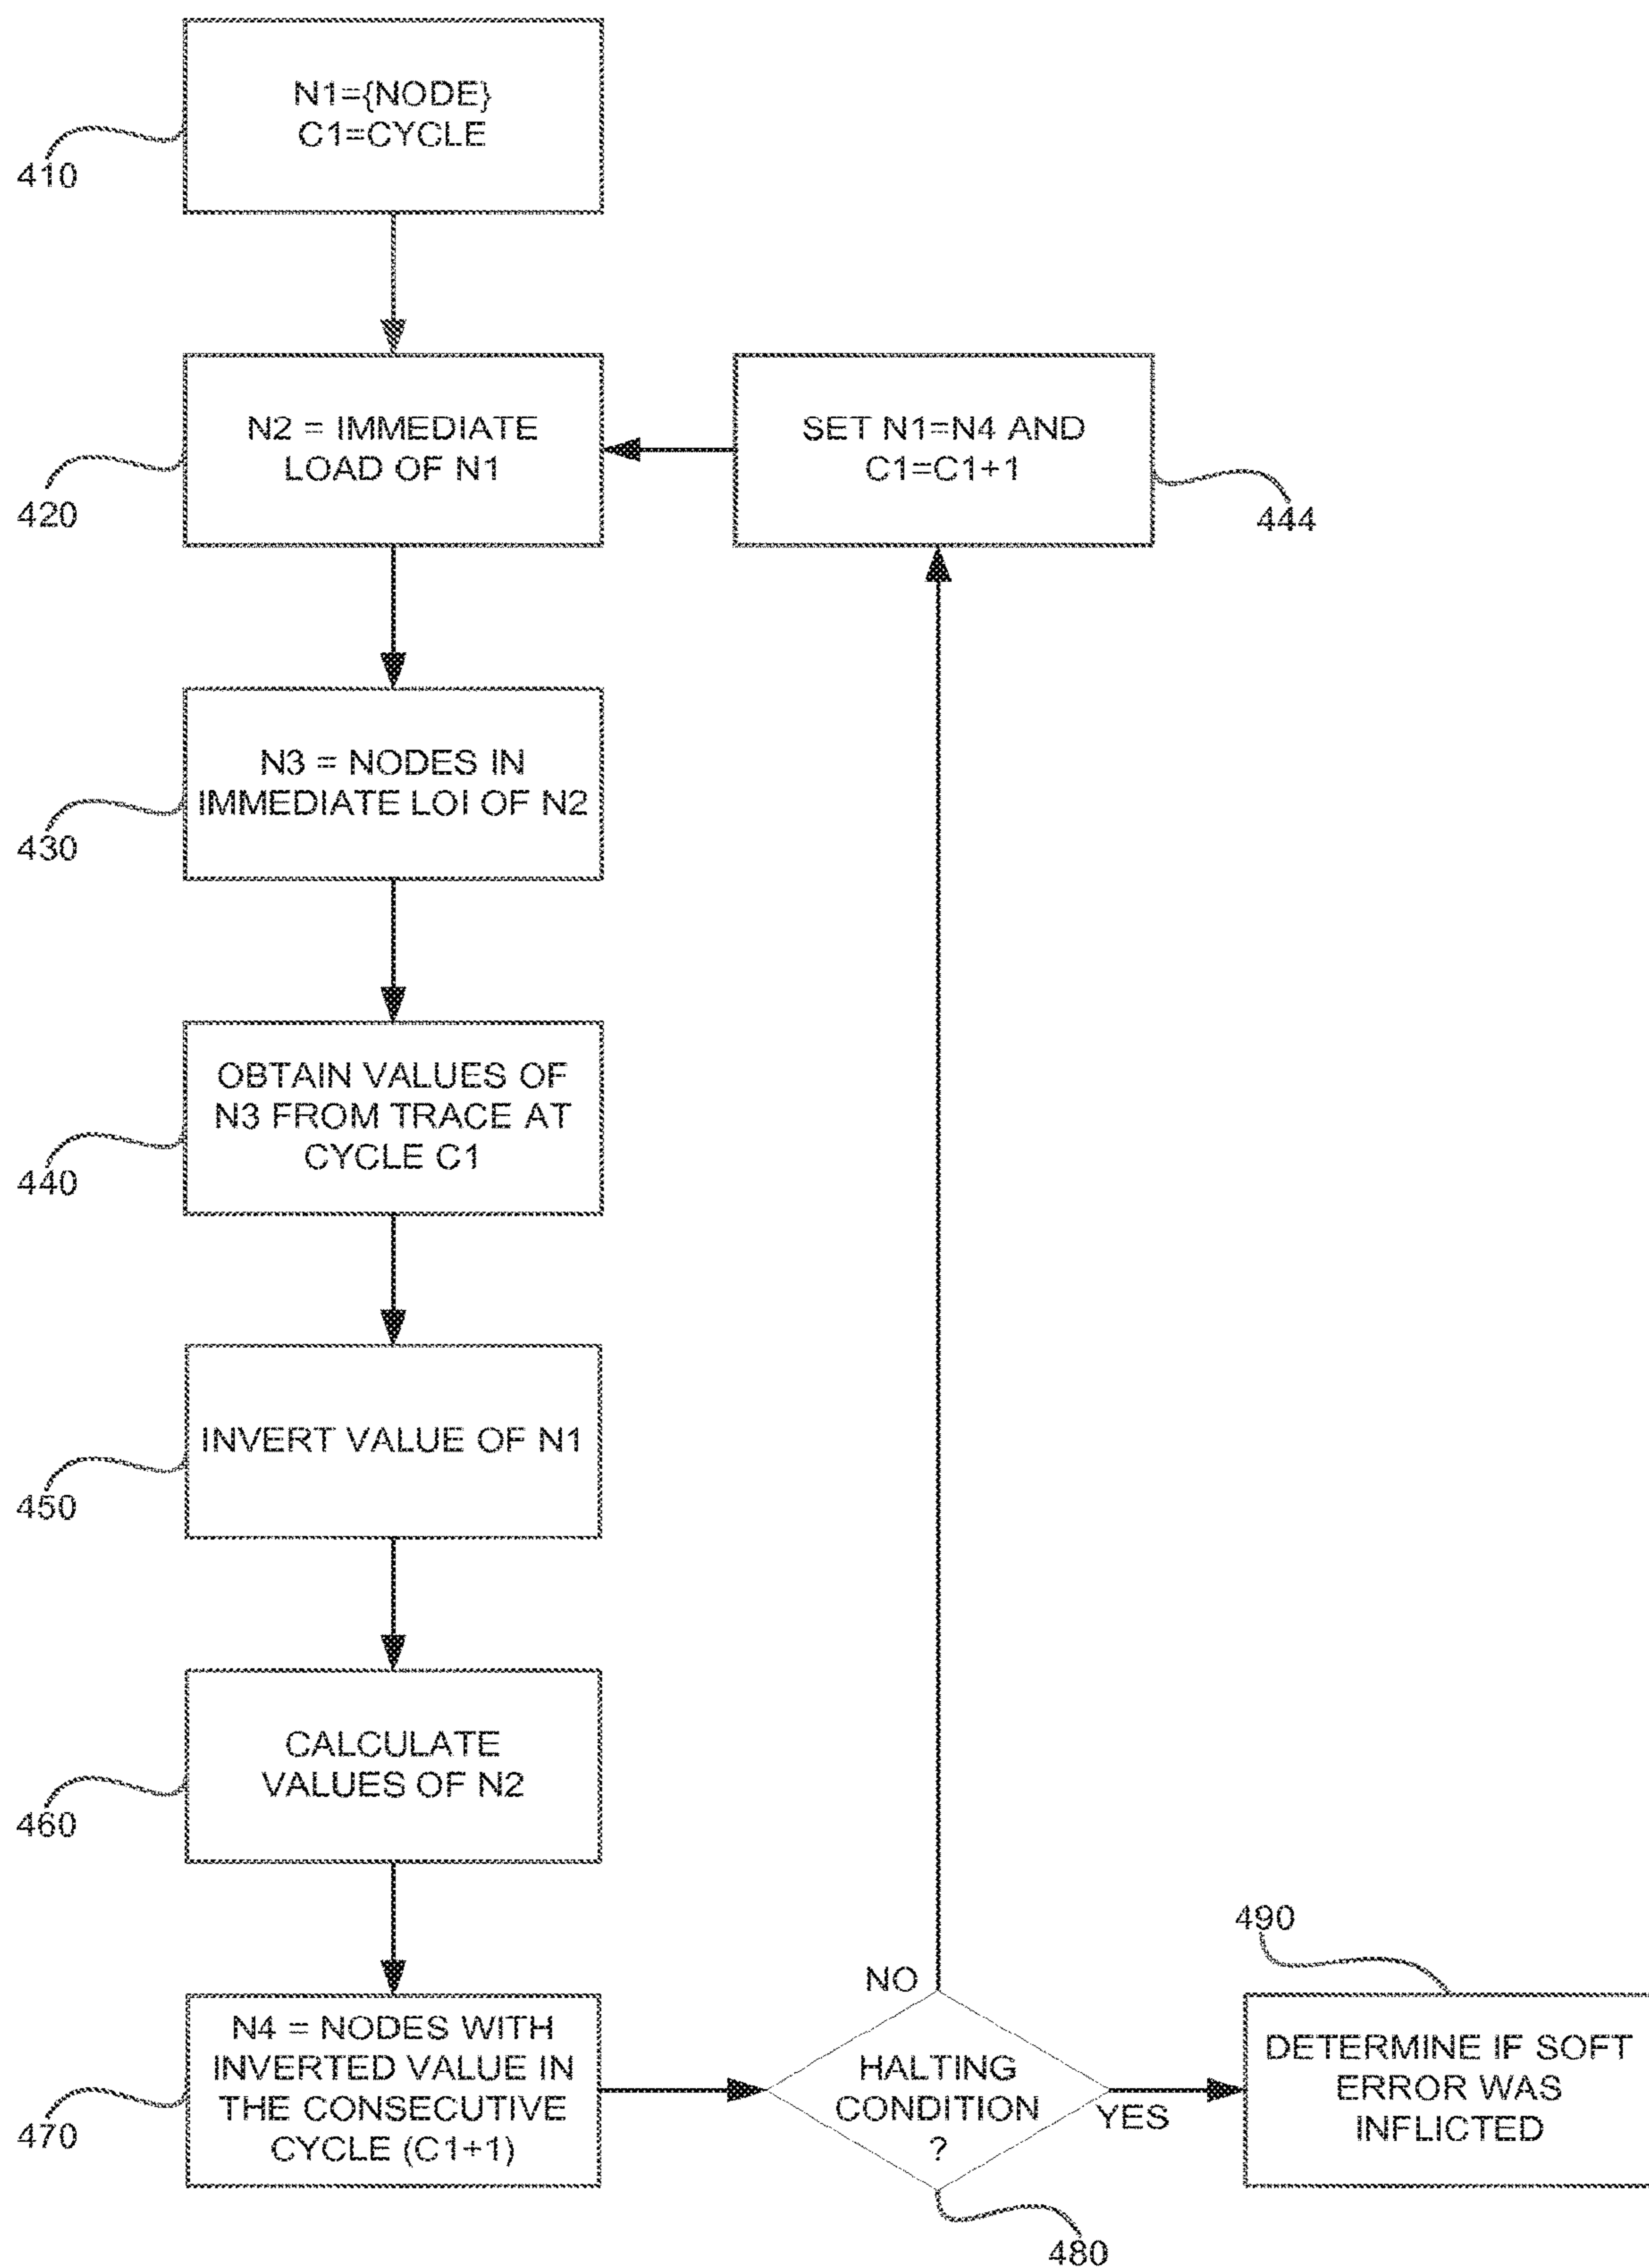 N1={NODE}
C1=CYCLE
410
N2 = IMMEDIATE
LOAD OF N1
420
SET N1=N4 AND
C1=C1+1
444
N3 = NODES IN
IMMEDIATE LOI OF N2
430
OBTAIN VALUES OF
N3 FROM TRACE AT
CYCLE C1
440
INVERT VALUE OF N1
450
CALCULATE
VALUES OF N2
460
N4 = NODES WITH
INVERTED VALUE IN
THE CONSECUTIVE
CYCLE (C1+1)
470
NO
HALTING
CONDITION
?
YES
480
490
DETERMINE IF SOFT
ERROR WAS
INFLICTED